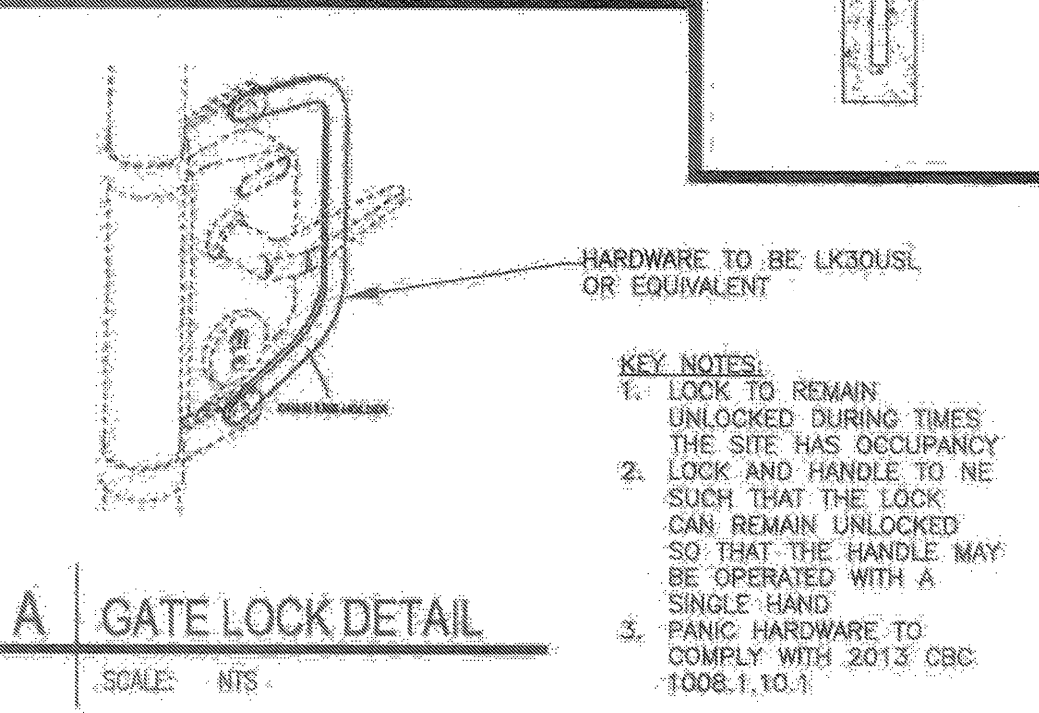 HARDWARE TO BE LK30USL
OR EQUIVALENT
KEY NOTES:
1. LOCK TO REMAIN
UNLOCKED DURING TIMES
THE SITE HAS OCCUPANCY
2. LOCK AND HANDLE TO NE
SUCH THAT THE LOCK
CAN REMAIN UNLOCKED
SO THAT THE HANDLE MAY
BE OPERATED WITH A
SINGLE HAND
3. PANIC HARDWARE TO
COMPLY WITH 2013 CBC
1008.1.10.1
A GATE LOCK DETAIL
SCALE: NTS